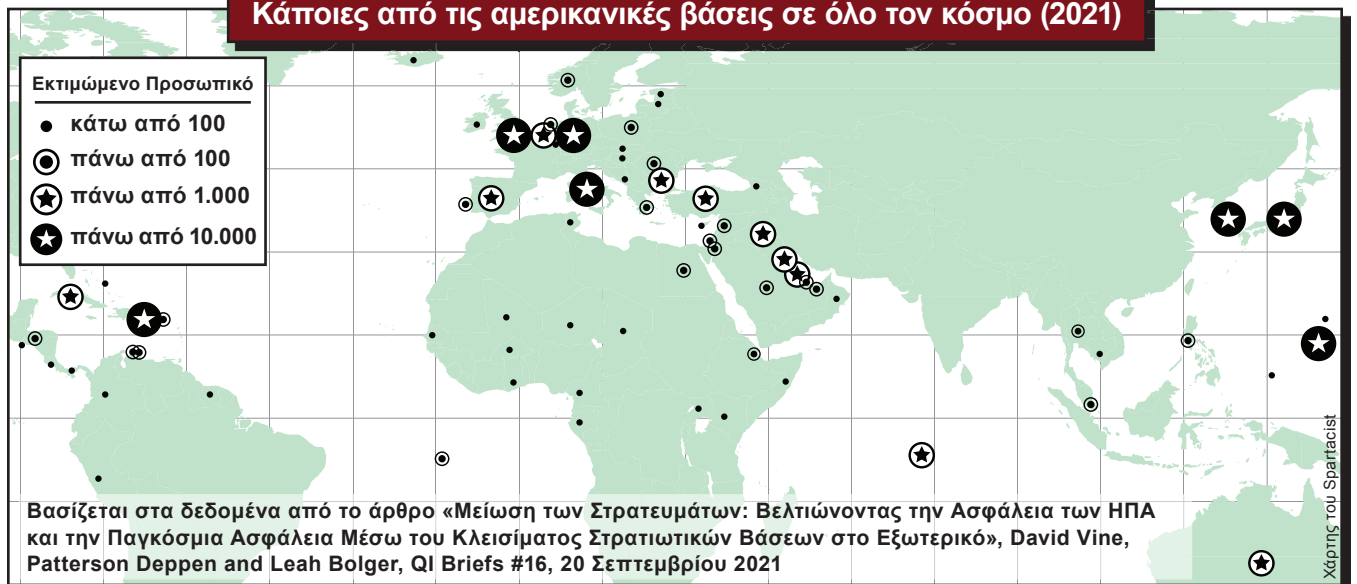 Κάποιες από τις αμερικανικές βάσεις σε όλο τον κόσμο (2021)
Εκτιμώμενο Προσωπικό
κάτω από 100
πάνω από 100
πάνω από 1.000
πάνω από 10.000
Βασίζεται στα δεδομένα από το άρθρο «Μείωση των Στρατευμάτων: Βελτιώνοντας την Ασφάλεια των ΗΠΑ
και την Παγκόσμια Ασφάλεια Μέσω του Κλεισίματος Στρατιωτικών Βάσεων στο Εξωτερικό», David Vine,
Patterson Deppen and Leah Bolger, QI Briefs #16, 20 Σεπτεμβρίου 2021
Χάρτης του Spartacist